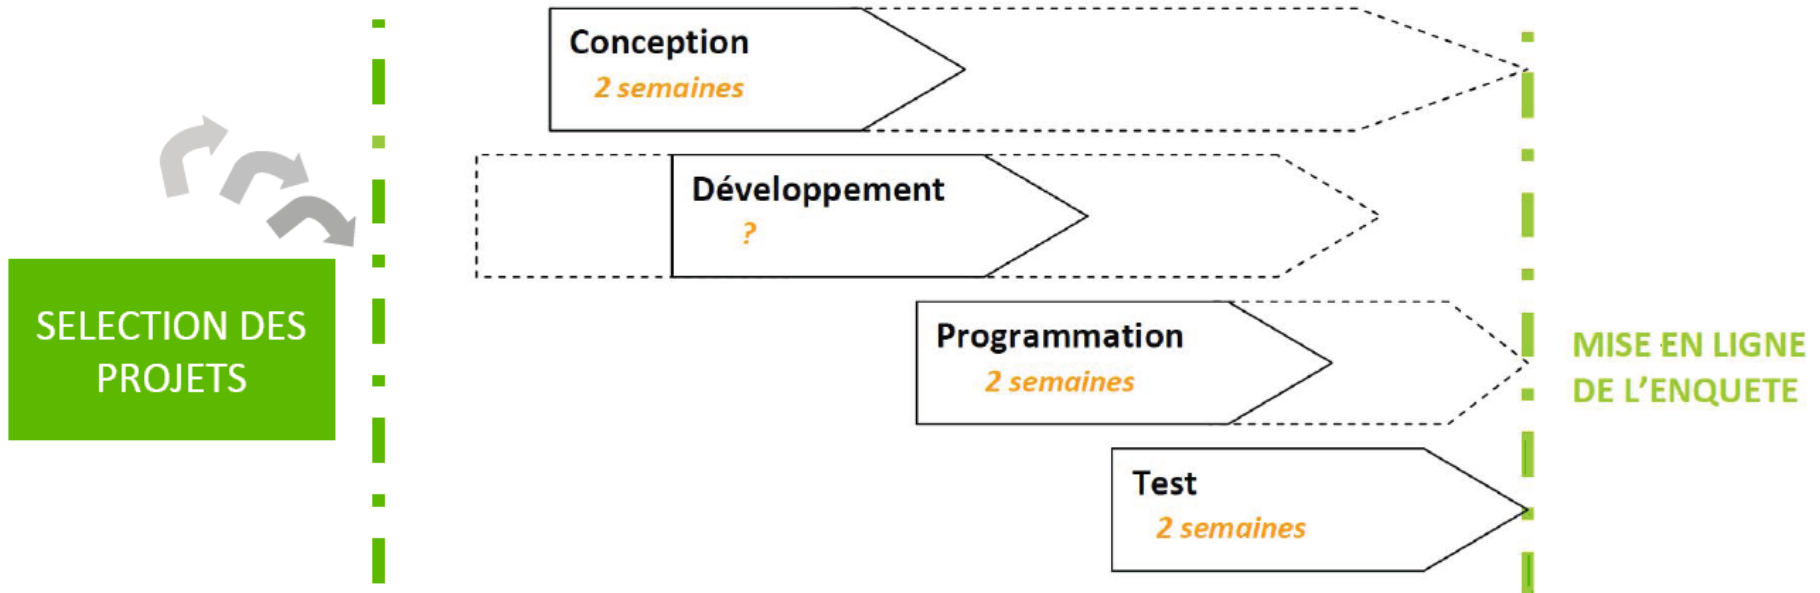 Conception
2 semaines
Développement
?
SELECTION DES
PROJETS
Programmation
2 semaines
MISE EN LIGNE
DE L'ENQUETE
Test
2 semaines